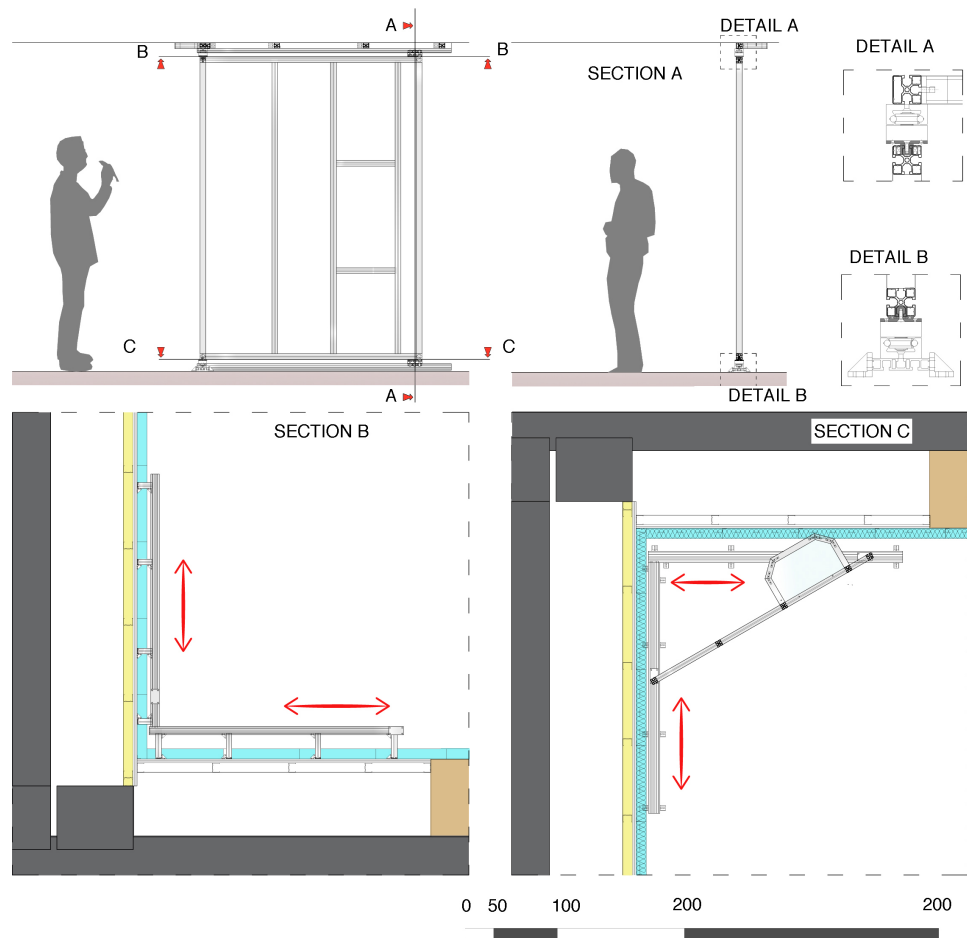 A
B
B
C
C
A
DETAIL A
SECTION A
DETAIL B
DETAIL A
DETAIL B
SECTION B
SECTION C
0 50 100 200 200